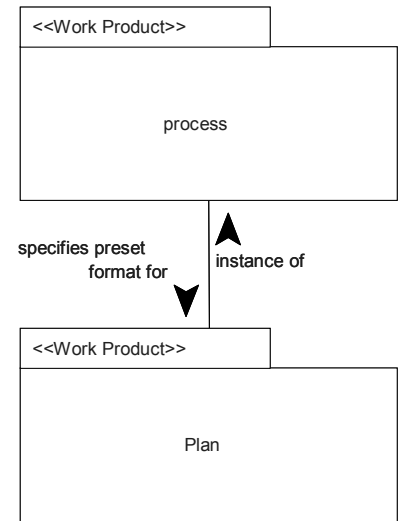 <<Work Product>>
process
specifies preset
format for
instance of
<<Work Product>>
Plan